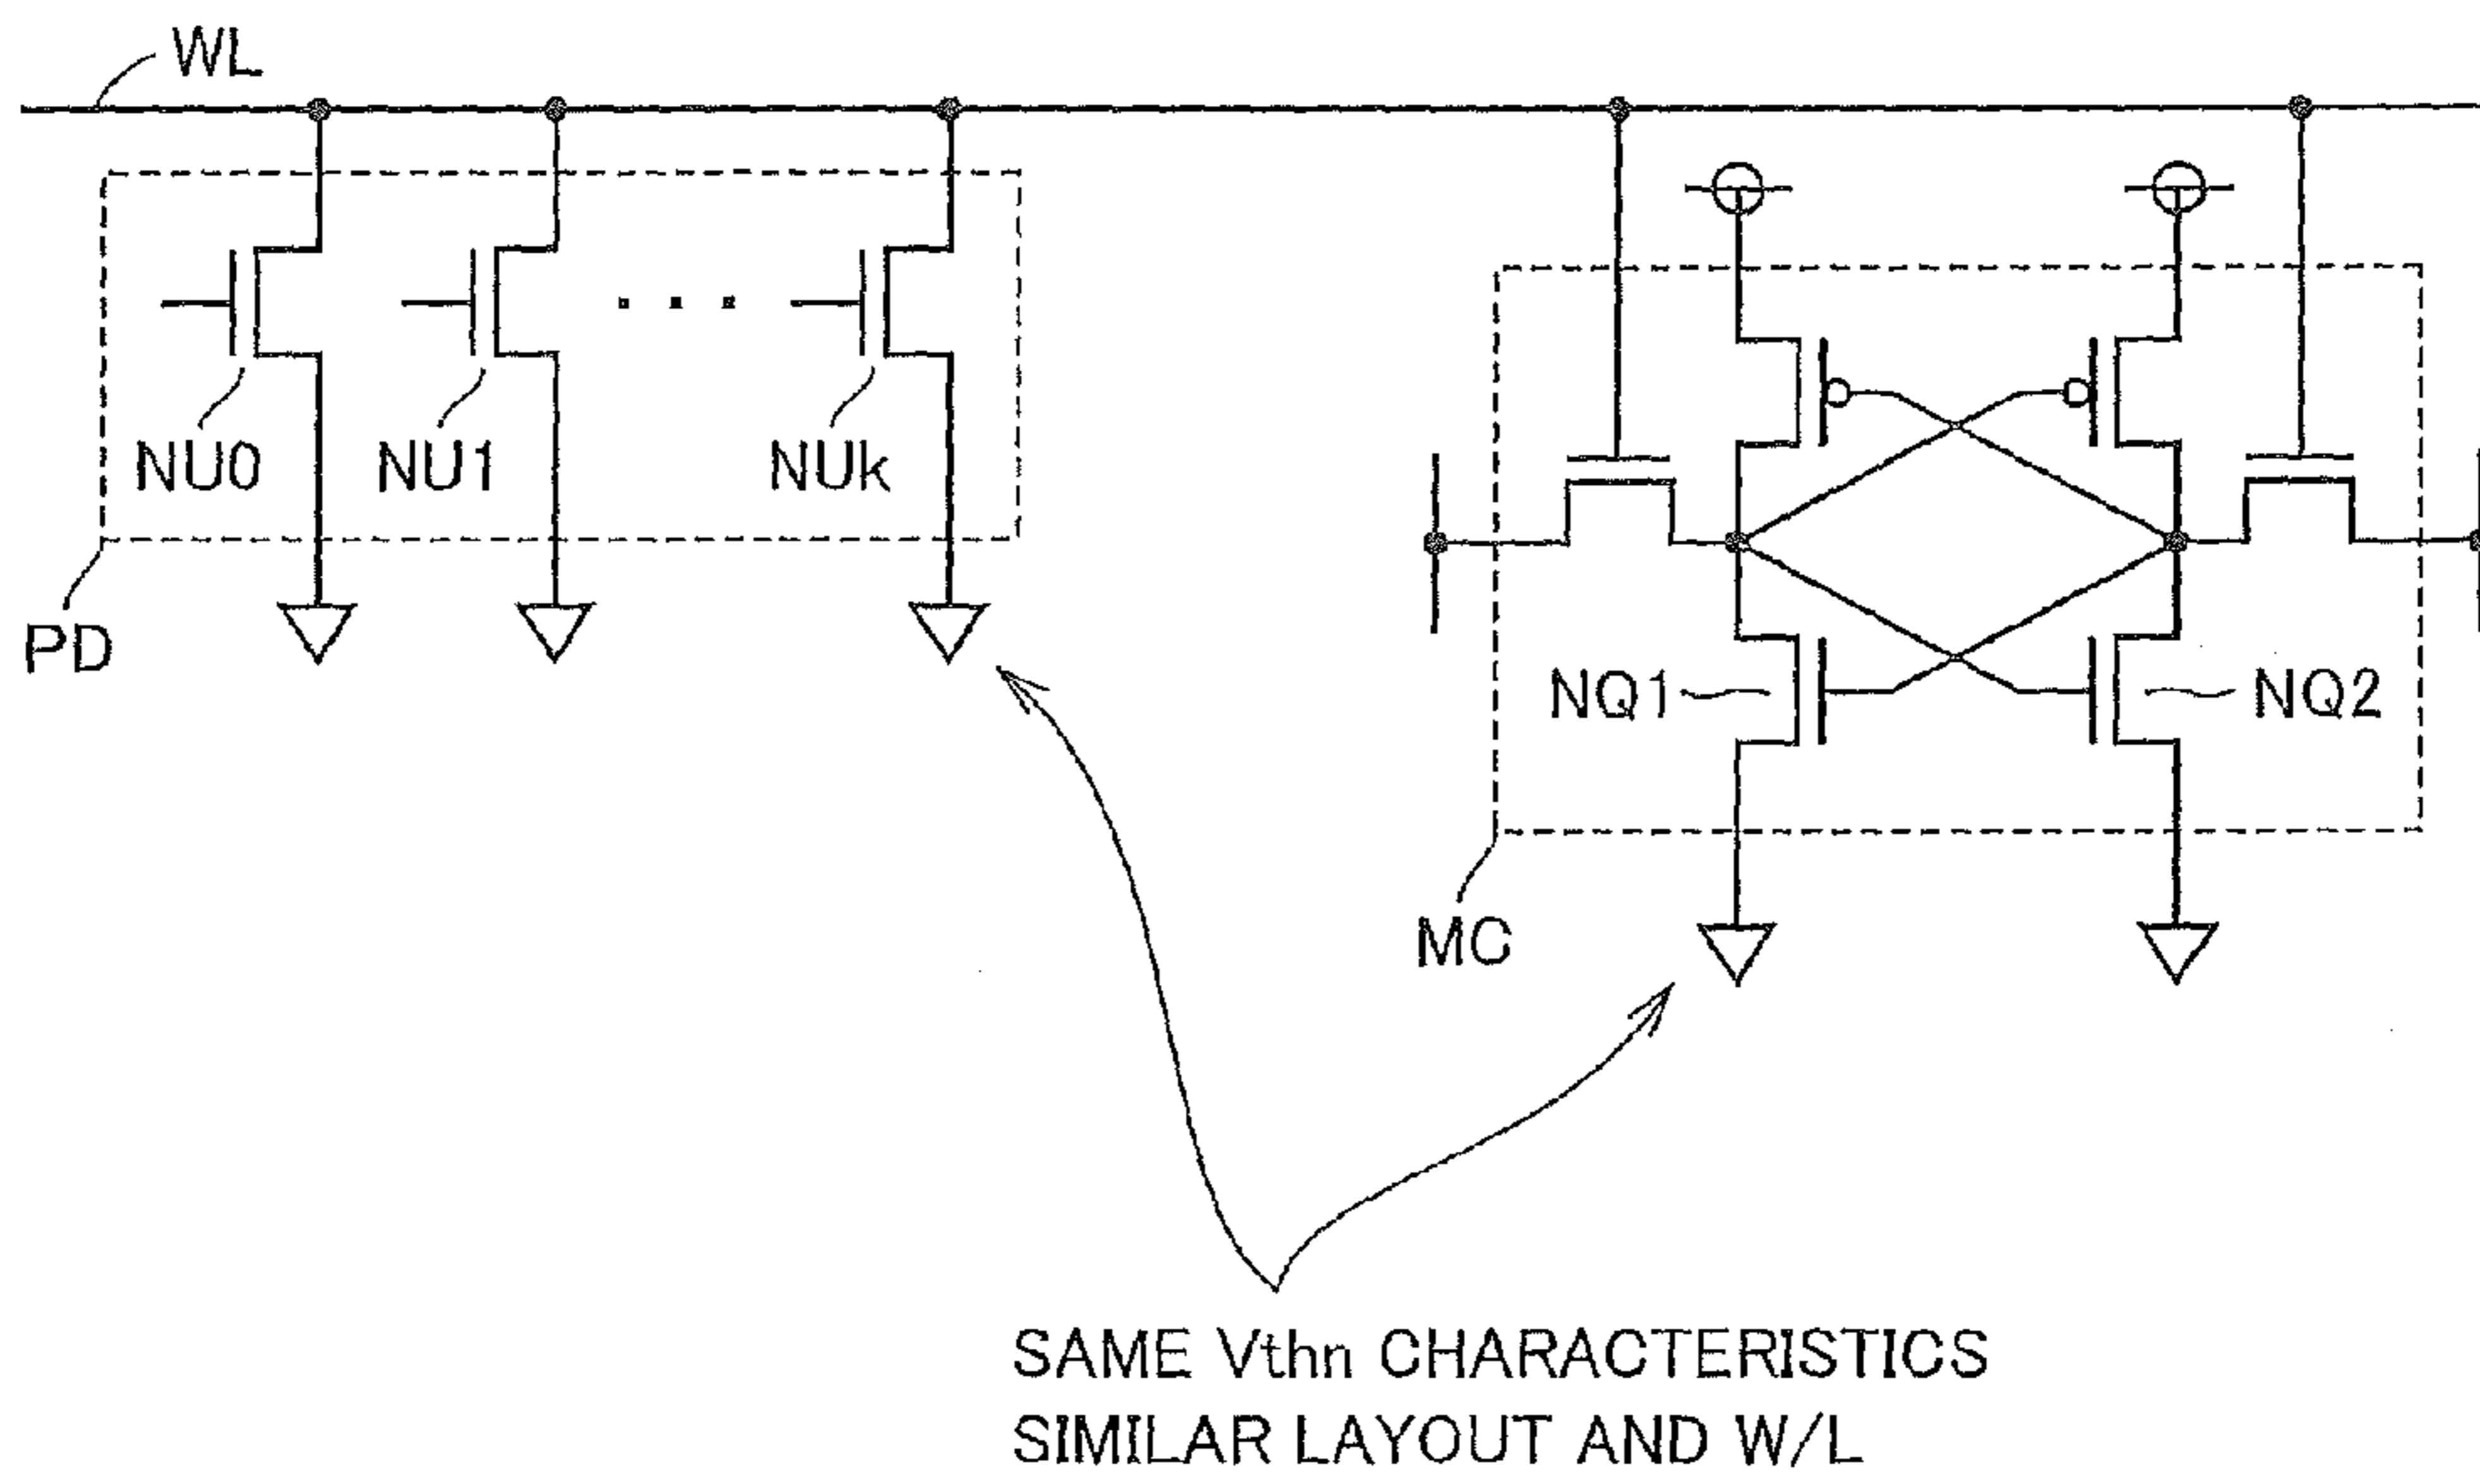 WL
NU0
NU1
NUk
PD
NQ1
NQ2
MC
SAME Vthn CHARACTERISTICS
SIMILAR LAYOUT AND W/L